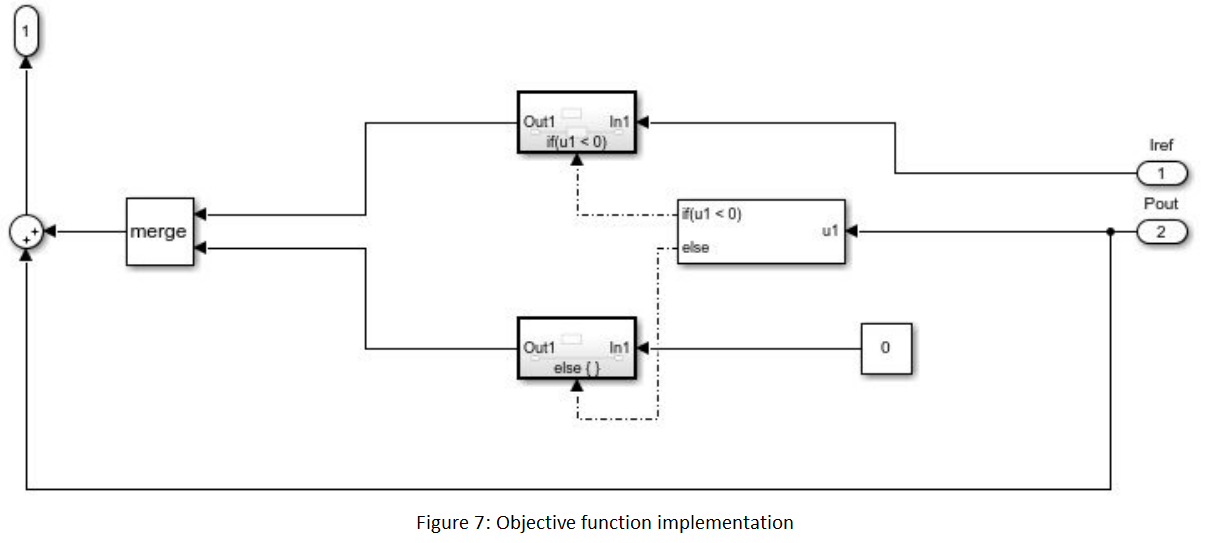 1
Out1 In1
if(u1 < 0)
Iref
1
Pout
2
if(u1 < 0)
u1
else
merge
+
+
Out1 In1
else { }
0
Figure 7: Objective function implementation